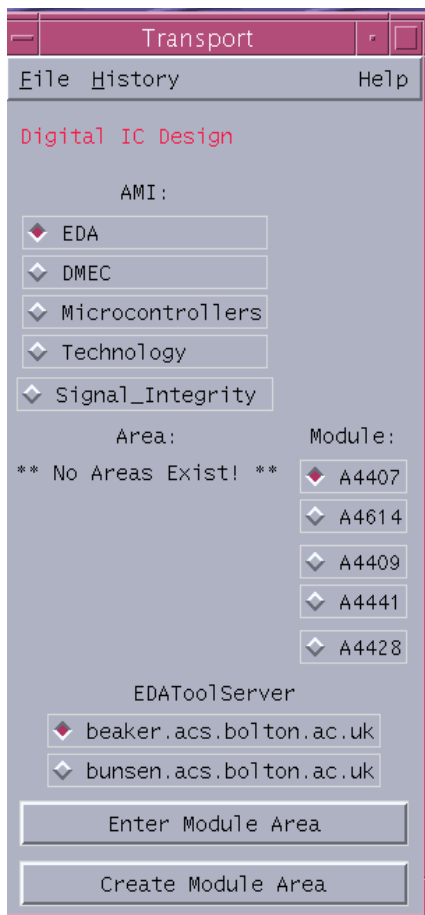 Transport
File History Help
Digital IC Design
AMI:
EDA
DMEC
Microcontrollers
Technology
Signal_Integrity
Area: Module:
** No Areas Exist! ** A4407
A4614
A4409
A4441
A4428
EDAToolServer
beaker.acs.bolton.ac.uk
bunsen.acs.bolton.ac.uk
Enter Module Area
Create Module Area